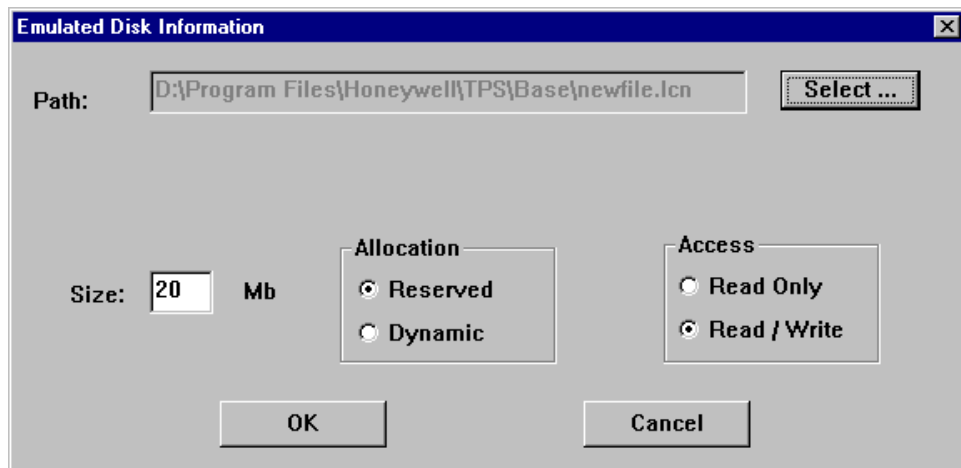 Emulated Disk Information
Path: D:\Program Files\Honeywell\TPS\Base\newfile.lcn Select ...
Allocation Access
Size: 20 Mb Reserved Read Only
Dynamic Read / Write
OK Cancel